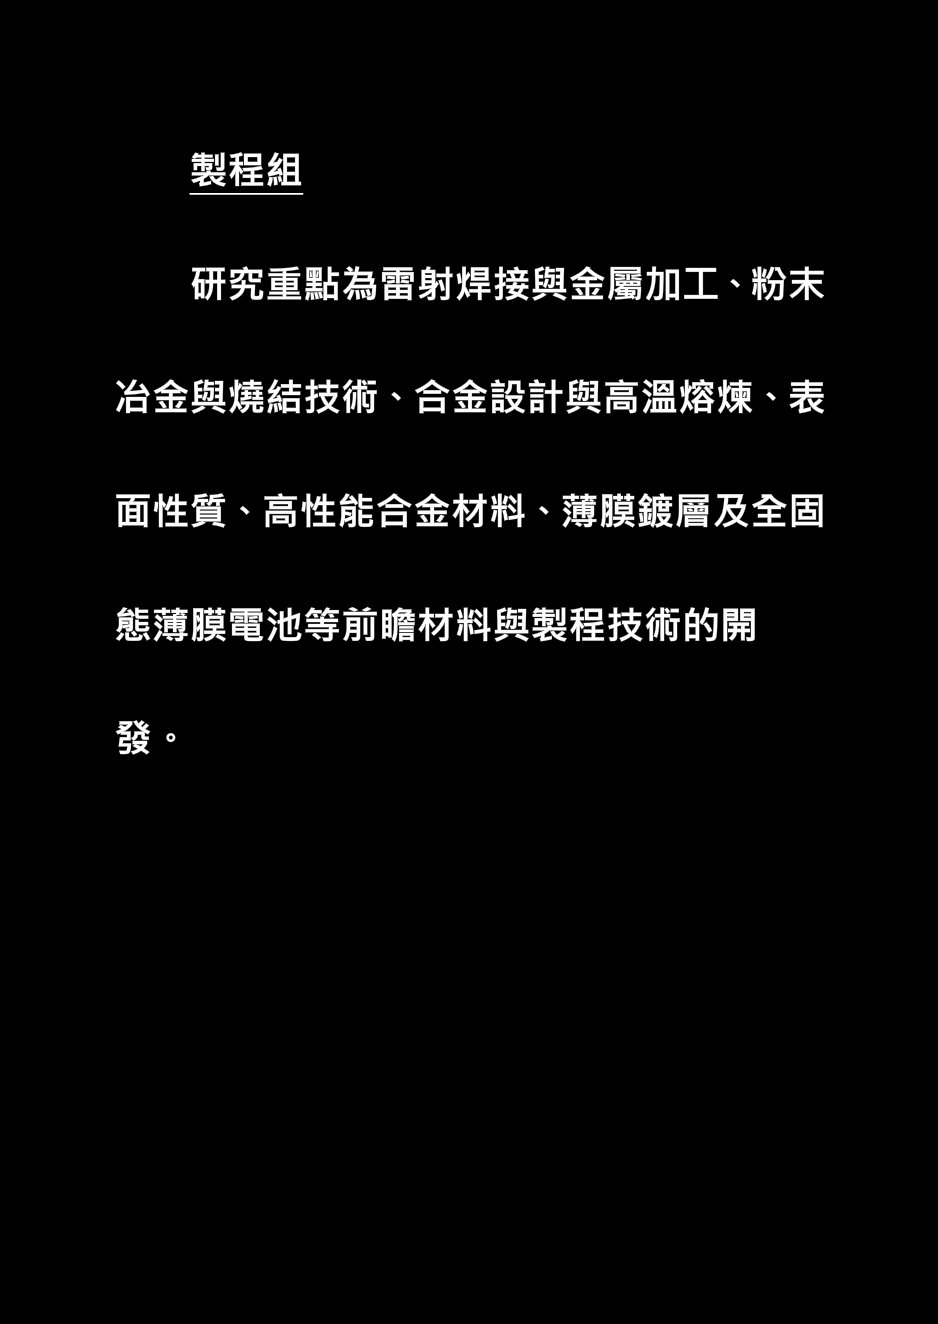 製程組
研究重點為雷射焊接與金屬加工、粉末
冶金與燒結技術、合金設計與高溫熔煉、表
面性質、高性能合金材料、薄膜鍍層及全固
態薄膜電池等前瞻材料與製程技術的開
發。